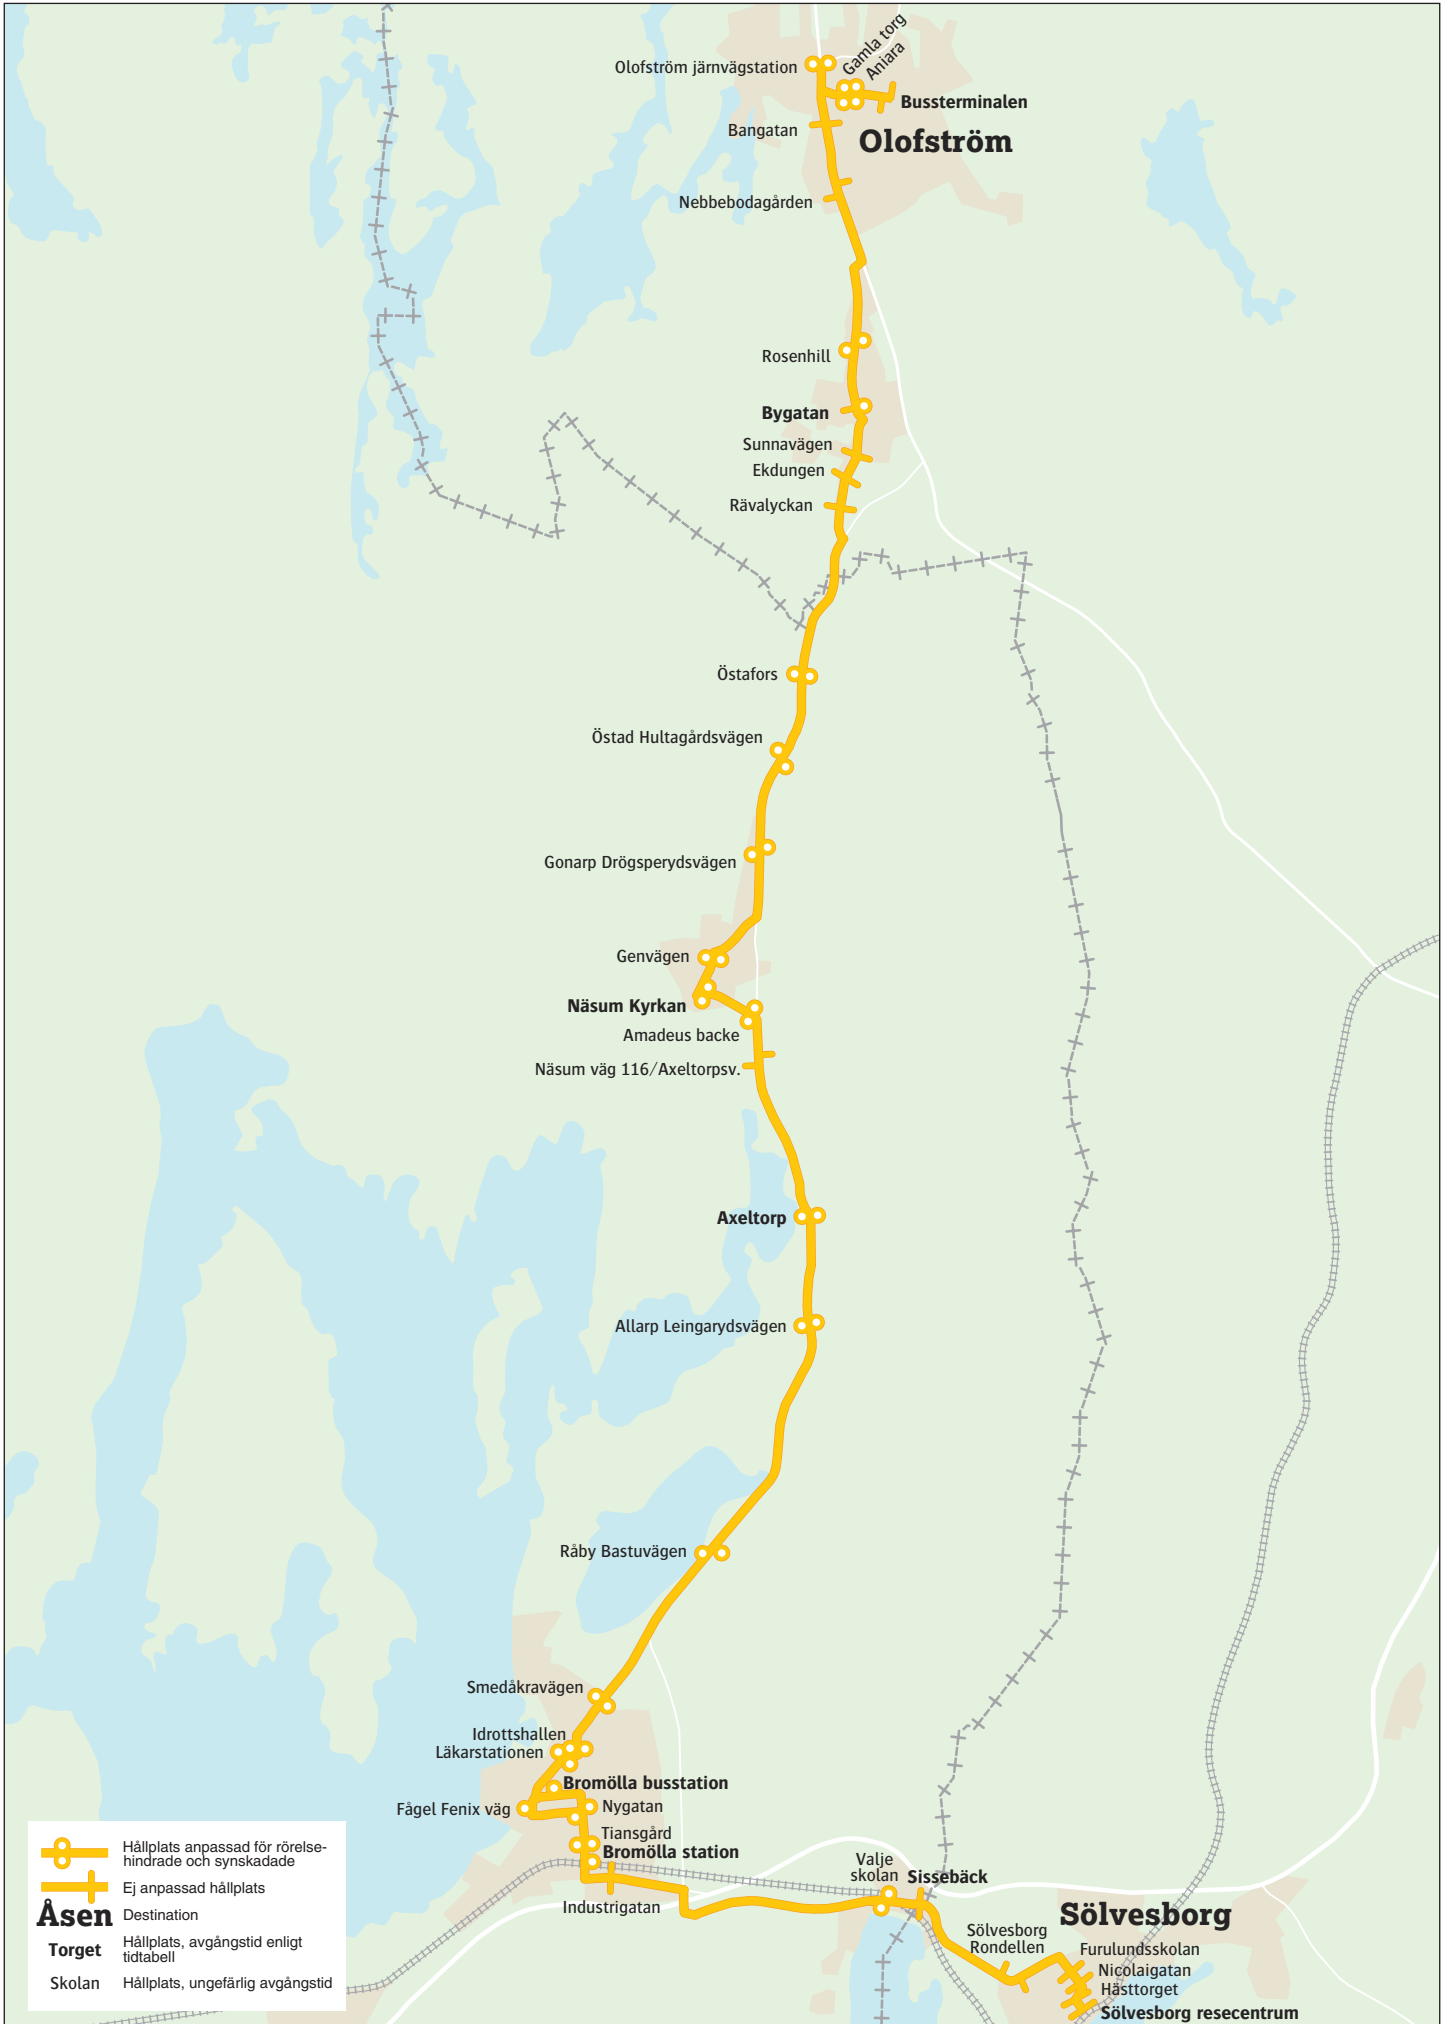 Gamla torg
Aniara
Olofström järnvägstation
Bussterminalen
Bangatan
Olofström
Nebbebodagården
Rosenhill
Bygatan
Sunnavägen
Ekdungen
Rävalyckan
Östafors
Östad Hultagårdsvägen
Gonarp Drögsperydsvägen
Genvägen
Näsum Kyrkan
Amadeus backe
Näsum väg 116/Axeltorpsv.
Axeltorp
Allarp Leingarydsvägen
Råby Bastuvägen
Smedåkravägen
Idrottshallen
Läkarstationen
Bromölla busstation
Fågel Fenix väg
Nygatan
Tiansgård
Bromölla station
Industrigatan
Valje
skolan
Sissebäck
Sölvesborg
Sölvesborg
Rondellen
Furulundsskolan
Nicolaigatan
Hästtorget
Sölvesborg resecentrum
Hållplats anpassad för rörelse-
hindrade och synskadade
Ej anpassad hållplats
Åsen Destination
Torget Hållplats, avgångstid enligt
tidtabell
Skolan Hållplats, ungefärlig avgångstid